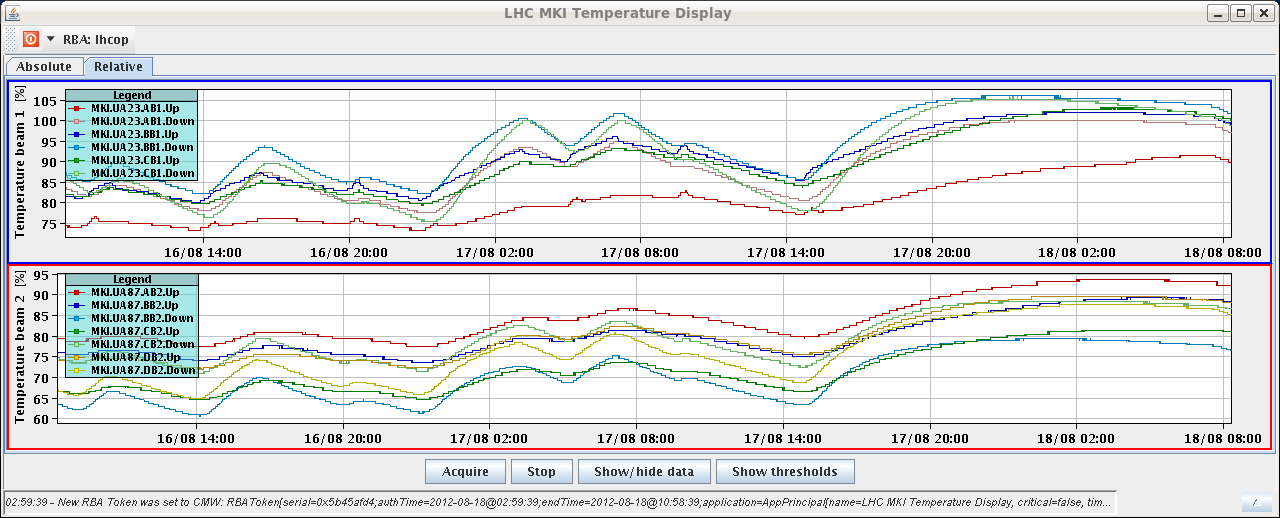 LHC MKI Temperature Display
RBA: lhcop
Absolute Relative
Temperature beam 1 [%]
105
100
95
90
85
80
75
Legend
MKI.UA23.AB1.Up
MKI.UA23.AB1.Down
MKI.UA23.BB1.Up
MKI.UA23.BB1.Down
MKI.UA23.CB1.Up
MKI.UA23.CB1.Down
16/08 14:00 16/08 20:00 17/08 02:00 17/08 08:00 17/08 14:00 17/08 20:00 18/08 02:00 18/08 08:00
Temperature beam 2 [%]
95
90
85
80
75
70
65
60
Legend
MKI.UA87.AB2.Up
MKI.UA87.BB2.Up
MKI.UA87.BB2.Down
MKI.UA87.CB2.Up
MKI.UA87.CB2.Down
MKI.UA87.DB2.Up
MKI.UA87.DB2.Down
16/08 14:00 16/08 20:00 17/08 02:00 17/08 08:00 17/08 14:00 17/08 20:00 18/08 02:00 18/08 08:00
Acquire Stop Show/hide data Show thresholds
02:59:39 - New RBA Token was set to CMW: RBAToken[serial=0x5b45afd4;authTime=2012-08-18@02:59:39;endTime=2012-08-18@10:58:39;application=AppPrincipal[name=LHC MKI Temperature Display, critical=false, tim...